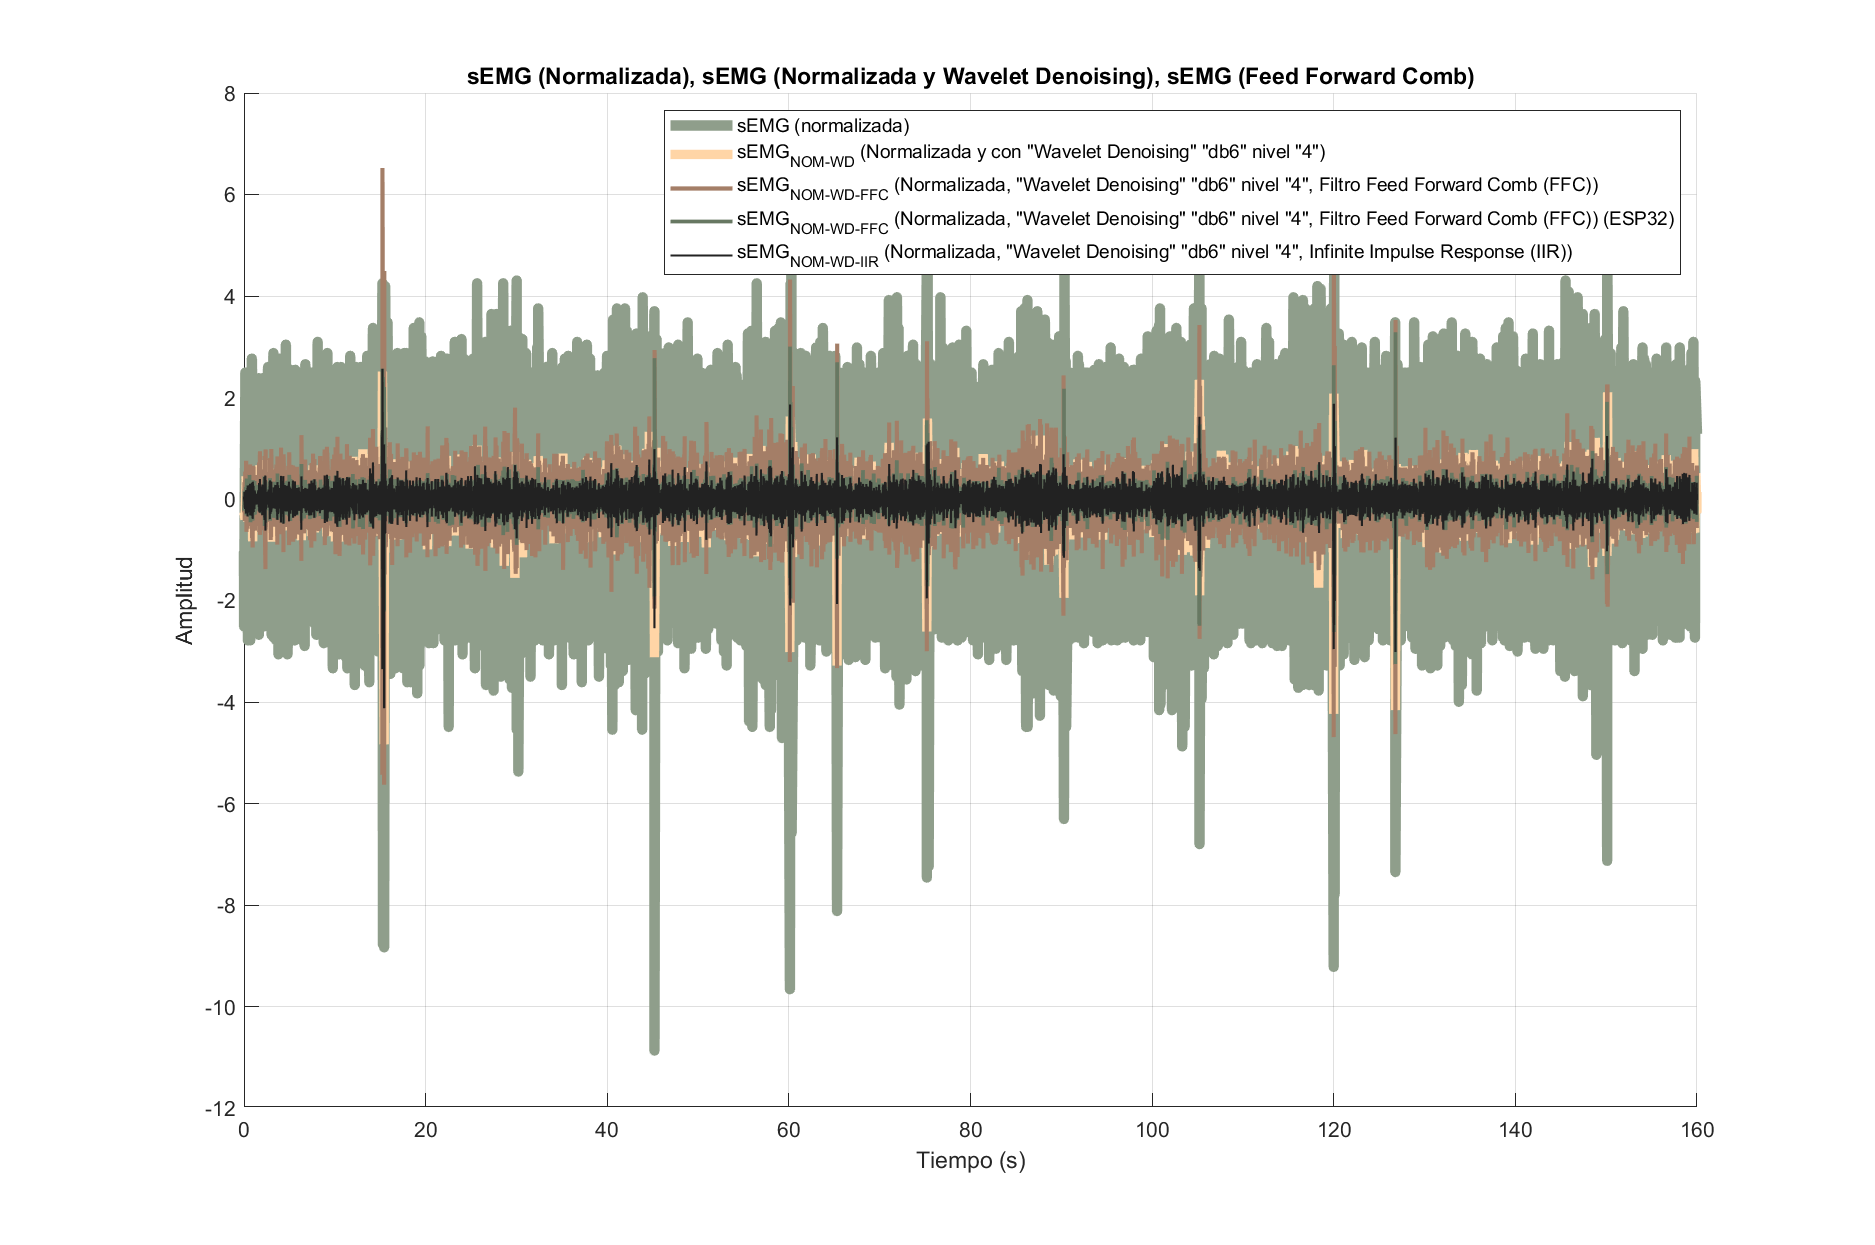 sEMG (Normalizada), sEMG (Normalizada y Wavelet Denoising), sEMG (Feed Forward Comb)
sEMG (normalizada)
sEMG_NOM-WD (Normalizada y con "Wavelet Denoising" "db6" nivel "4")
sEMG_NOM-WD-FFC (Normalizada, "Wavelet Denoising" "db6" nivel "4", Filtro Feed Forward Comb (FFC))
sEMG_NOM-WD-FFC (Normalizada, "Wavelet Denoising" "db6" nivel "4", Filtro Feed Forward Comb (FFC)) (ESP32)
sEMG_NOM-WD-IIR (Normalizada, "Wavelet Denoising" "db6" nivel "4", Infinite Impulse Response (IIR))
8
6
4
2
0
-2
-4
-6
-8
-10
-12
Amplitud
0 20 40 60 80 100 120 140 160
Tiempo (s)